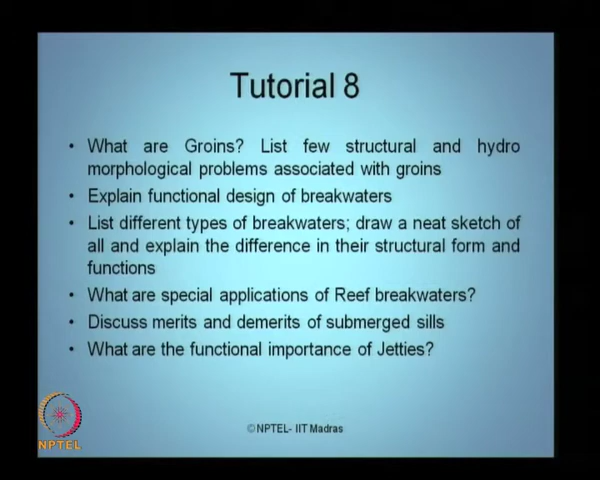 Tutorial 8
• What are Groins? List few structural and hydro
morphological problems associated with groins
• Explain functional design of breakwaters
• List different types of breakwaters; draw a neat sketch of
all and explain the difference in their structural form and
functions
• What are special applications of Reef breakwaters?
• Discuss merits and demerits of submerged sills
• What are the functional importance of Jetties?
NPTEL
©NPTEL- IIT Madras